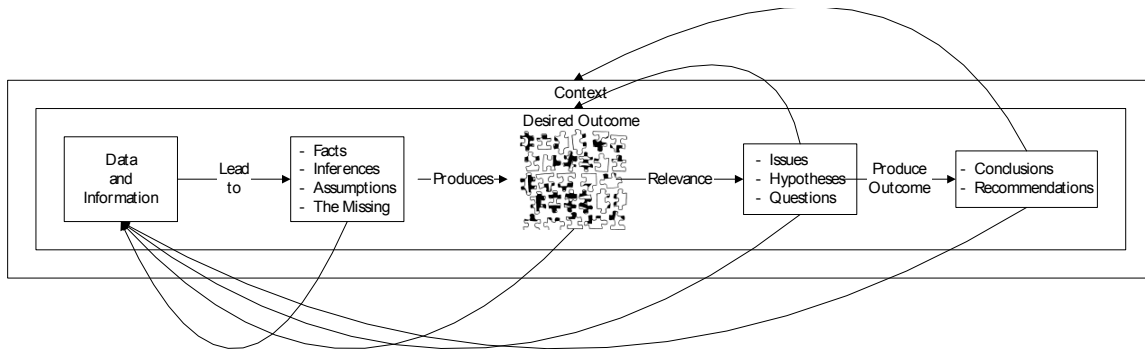 Context
Desired Outcome
Data
and
Information
Lead
to
- Facts
- Inferences
- Assumptions
- The Missing
Produces
Relevance
- Issues
- Hypotheses
- Questions
Produce
Outcome
- Conclusions
- Recommendations